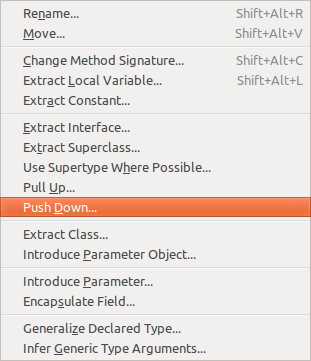 Rename... Shift+Alt+R
Move... Shift+Alt+V
Change Method Signature... Shift+Alt+C
Extract Local Variable... Shift+Alt+L
Extract Constant...
Extract Interface...
Extract Superclass...
Use Supertype Where Possible...
Pull Up...
Push Down...
Extract Class...
Introduce Parameter Object...
Introduce Parameter...
Encapsulate Field...
Generalize Declared Type...
Infer Generic Type Arguments...